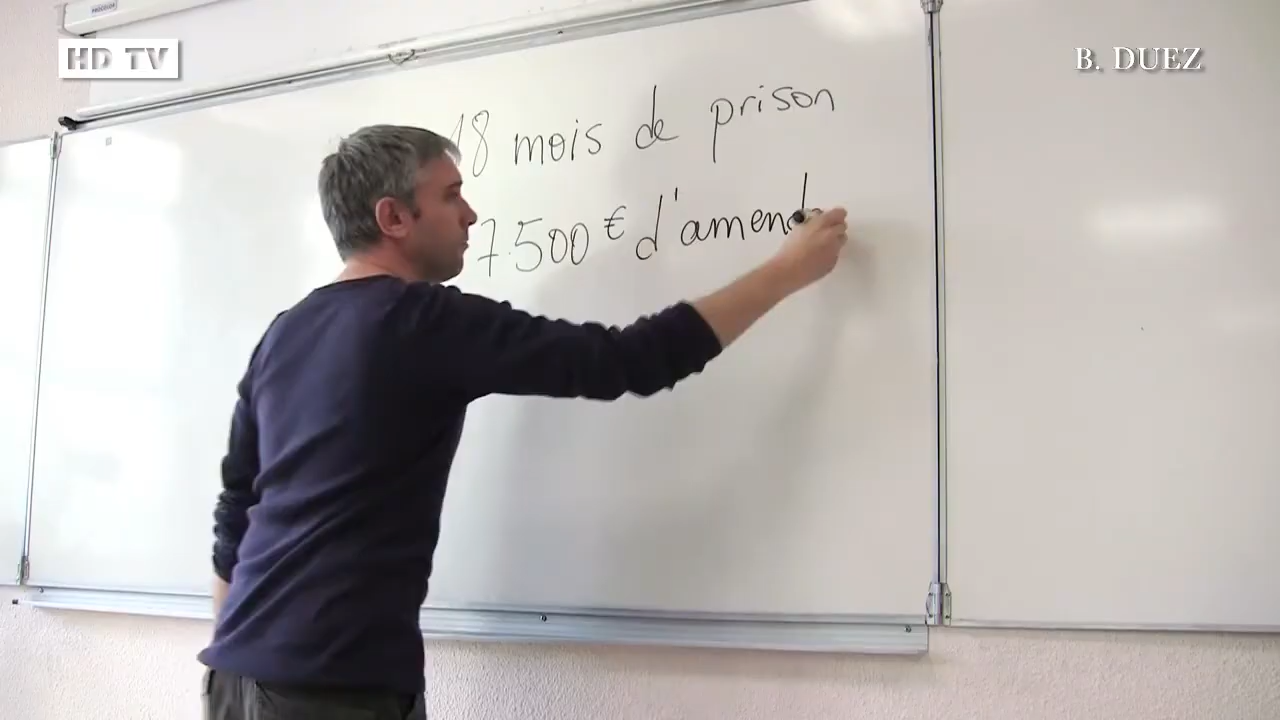 HD TV
B. DUEZ
18 mois de prison
7.500 € d'amend